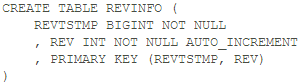 CREATE TABLE REVINFO (
    REVTSTMP BIGINT NOT NULL
    , REV INT NOT NULL AUTO_INCREMENT
    , PRIMARY KEY (REVTSTMP, REV)
)